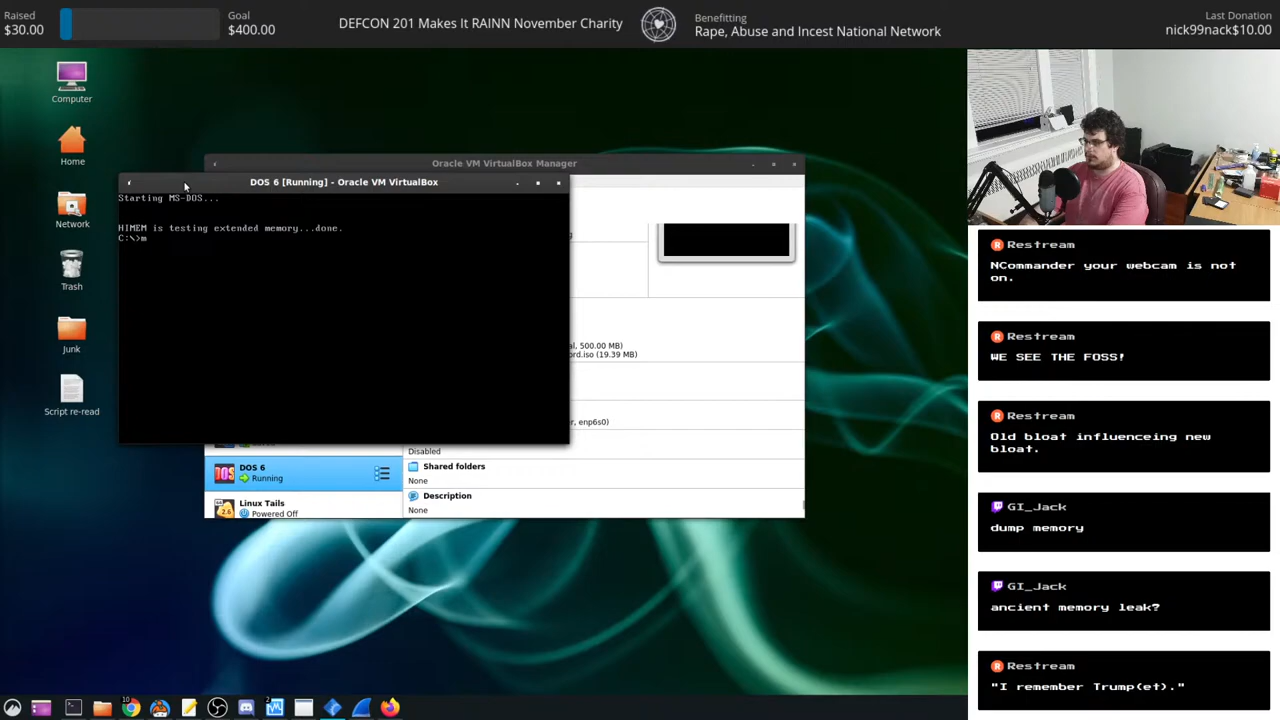 Raised
$30.00
Goal
$400.00
DEFCON 201 Makes It RAINN November Charity
Benefitting
Rape, Abuse and Incest National Network
Last Donation
nick99nack$10.00
Computer
Home
Network
Trash
Junk
Script re-read
Oracle VM VirtualBox Manager
DOS 6 [Running] - Oracle VM VirtualBox
Starting MS-DOS...
HIMEM is testing extended memory...done.
C:\>m
al, 500.00 MB)
ord.iso (19.39 MB)
r, enp6s0)
Disabled
Shared folders
None
Description
None
DOS 6
Running
Linux Tails
Powered Off
Restream
NCommander your webcam is not
on.
Restream
WE SEE THE FOSS!
Restream
Old bloat influenceing new
bloat.
GI_Jack
dump memory
GI_Jack
ancient memory leak?
Restream
"I remember Trump(et)."
10
2